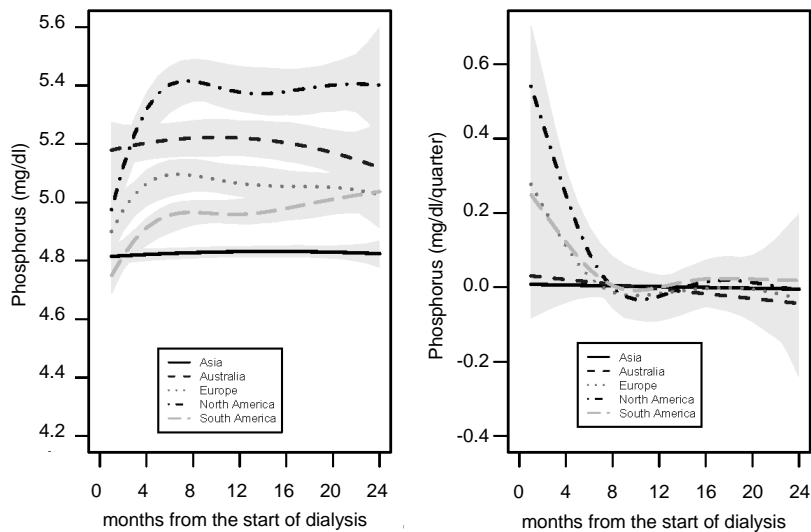 Phosphorus (mg/dl)
5.6
5.4
5.2
5.0
4.8
4.6
4.4
4.2
Asia
Australia
Europe
North America
South America
0 4 8 12 16 20 24
months from the start of dialysis
Phosphorus (mg/dl/quarter)
0.6
0.4
0.2
0.0
-0.2
-0.4
Asia
Australia
Europe
North America
South America
0 4 8 12 16 20 24
months from the start of dialysis